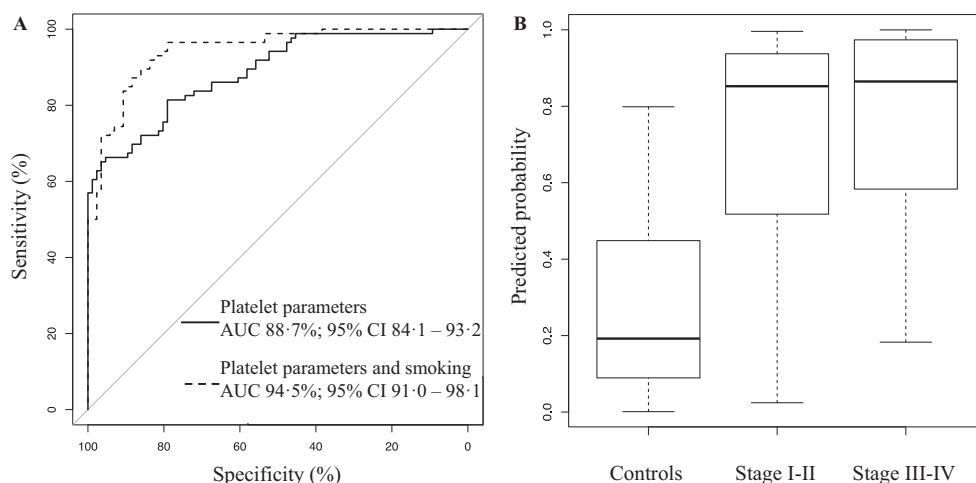 A
Sensitivity (%)
100
80
60
40
20
0
Platelet parameters
AUC 88·7%; 95% CI 84·1 – 93·2
Platelet parameters and smoking
AUC 94·5%; 95% CI 91·0 – 98·1
100
80
60
40
20
0
Specificity (%)
B
Predicted probability
1.0
0.8
0.6
0.4
0.2
0.0
Controls
Stage I-II
Stage III-IV